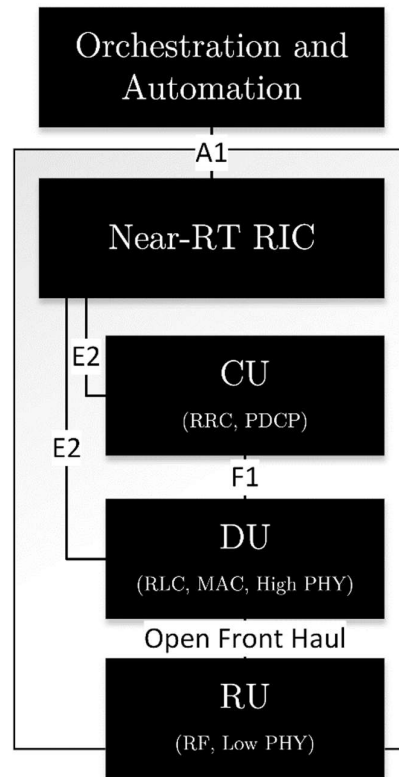 Orchestration and
Automation
A1
Near-RT RIC
E2
CU
(RRC, PDCP)
E2
F1
DU
(RLC, MAC, High PHY)
Open Front Haul
RU
(RF, Low PHY)